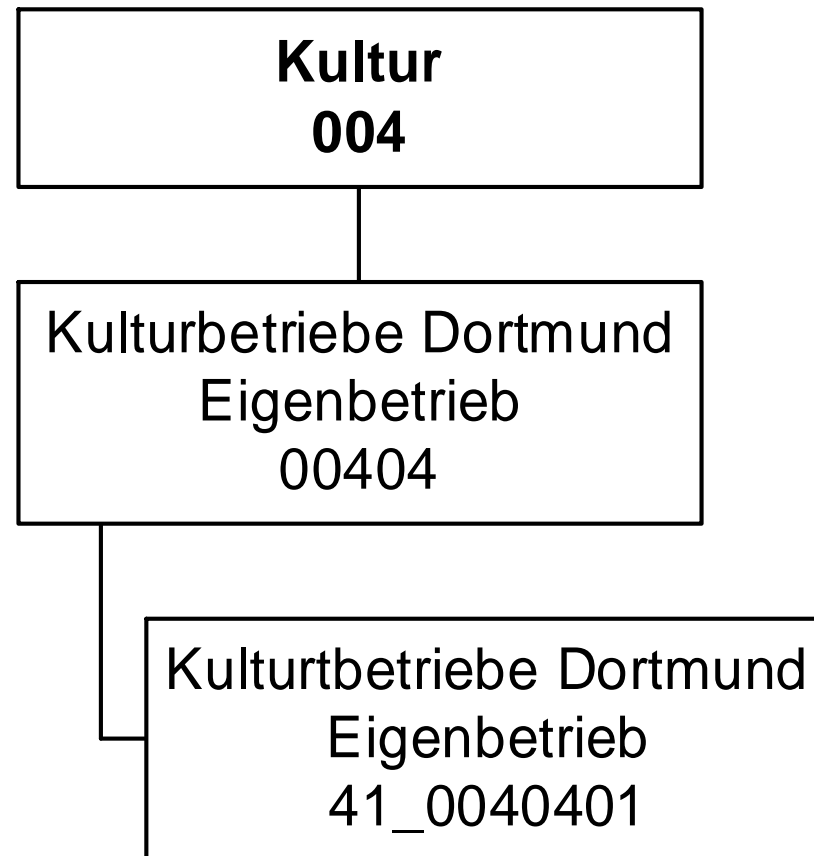 Kultur
004
Kulturbetriebe Dortmund
Eigenbetrieb
00404
Kulturtbetriebe Dortmund
Eigenbetrieb
41_0040401